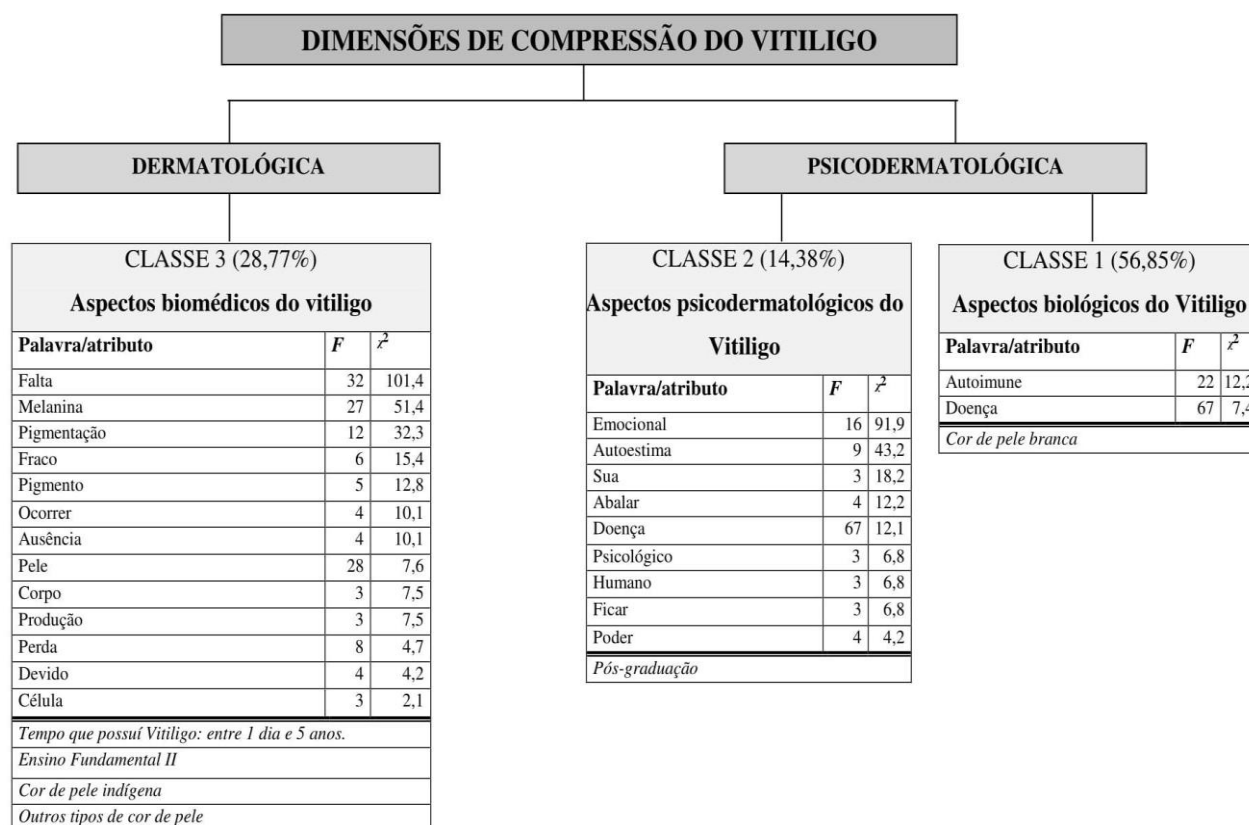 DIMENSÕES DE COMPRESSÃO DO VITILIGO
DERMATOLÓGICA
PSICODERMATOLÓGICA
CLASSE 3 (28,77%)
Aspectos biomédicos do vitiligo
Palavra/atributo F χ²
Falta 32 101,4
Melanina 27 51,4
Pigmentação 12 32,3
Fraco 6 15,4
Pigmento 5 12,8
Ocorrer 4 10,1
Ausência 4 10,1
Pele 28 7,6
Corpo 3 7,5
Produção 3 7,5
Perda 8 4,7
Devido 4 4,2
Célula 3 2,1
Tempo que possuí Vitiligo: entre 1 dia e 5 anos.
Ensino Fundamental II
Cor de pele indígena
Outros tipos de cor de pele
CLASSE 2 (14,38%)
Aspectos psicodermatológicos do
Vitiligo
Palavra/atributo F χ²
Emocional 16 91,9
Autoestima 9 43,2
Sua 3 18,2
Abalar 4 12,2
Doença 67 12,1
Psicológico 3 6,8
Humano 3 6,8
Ficar 3 6,8
Poder 4 4,2
Pós-graduação
CLASSE 1 (56,85%)
Aspectos biológicos do Vitiligo
Palavra/atributo F χ²
Autoimune 22 12,2
Doença 67 7,4
Cor de pele branca